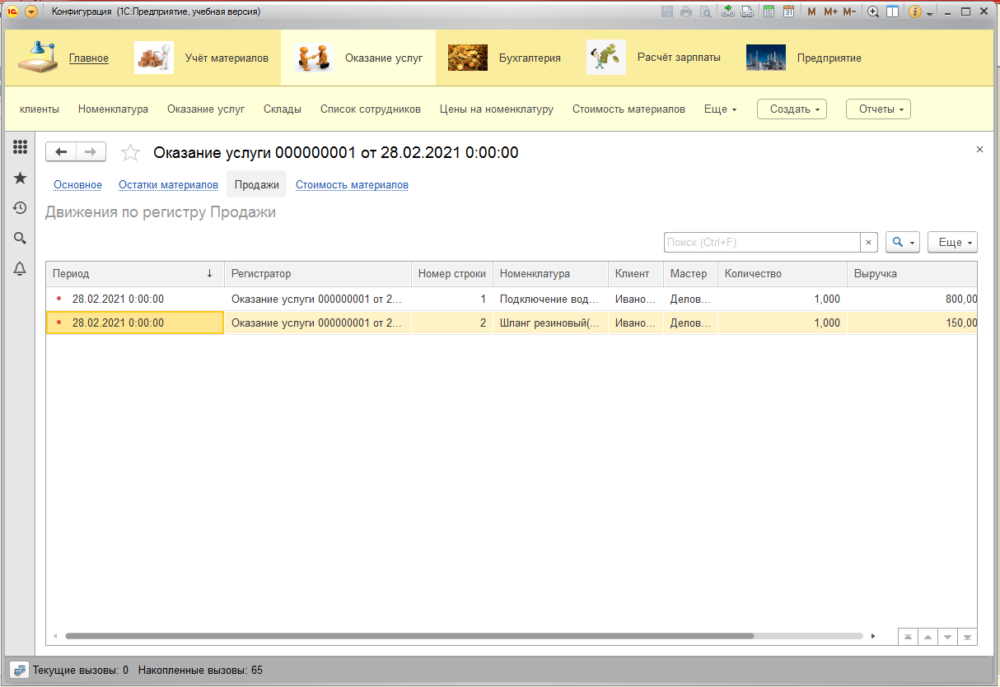 1С Конфигурация (1С:Предприятие, учебная версия) 31 M M+ M- i
Главное Учёт материалов Оказание услуг Бухгалтерия Расчёт зарплаты Предприятие
клиенты Номенклатура Оказание услуг Склады Список сотрудников Цены на номенклатуру Стоимость материалов Еще Создать Отчеты
Оказание услуги 000000001 от 28.02.2021 0:00:00 ×
Основное Остатки материалов Продажи Стоимость материалов
Движения по регистру Продажи
Поиск (Ctrl+F) × Еще
Период ↓ Регистратор Номер строки Номенклатура Клиент Мастер Количество Выручка
28.02.2021 0:00:00 Оказание услуги 000000001 от 2... 1 Подключение вод... Ивано... Делов... 1,000 800,00
28.02.2021 0:00:00 Оказание услуги 000000001 от 2... 2 Шланг резиновый(... Ивано... Делов... 1,000 150,00
Текущие вызовы: 0 Накопленные вызовы: 65